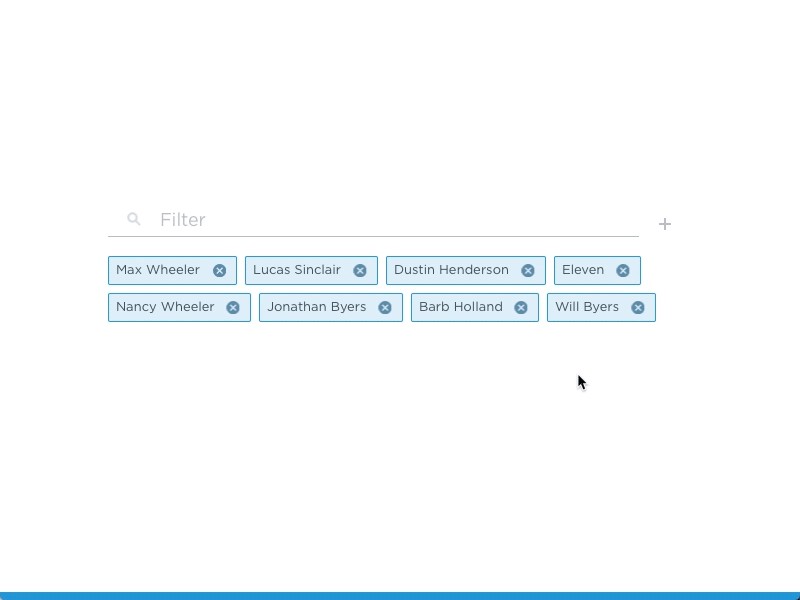 Filter
Max Wheeler Lucas Sinclair Dustin Henderson Eleven
Nancy Wheeler Jonathan Byers Barb Holland Will Byers